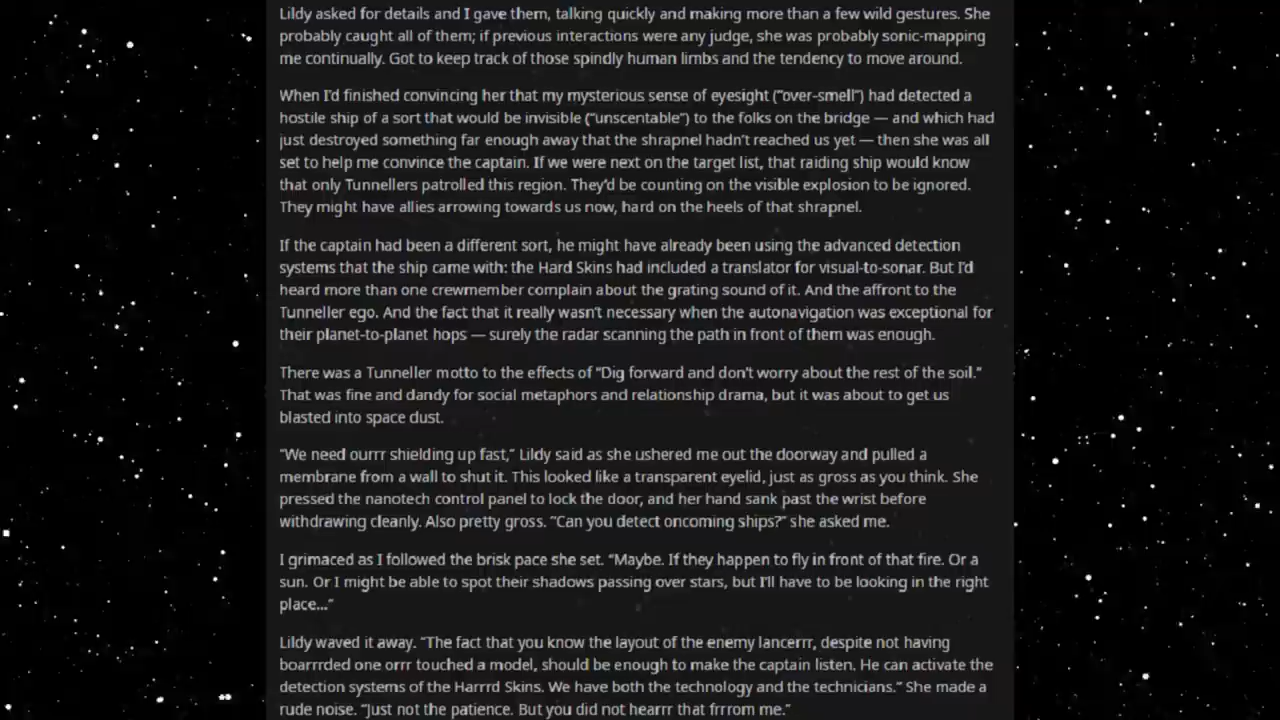 Lildy asked for details and I gave them, talking quickly and making more than a few wild gestures. She
probably caught all of them; if previous interactions were any judge, she was probably sonic-mapping
me continually. Got to keep track of those spindly human limbs and the tendency to move around.
When I’d finished convincing her that my mysterious sense of eyesight (“over-smell”) had detected a
hostile ship of a sort that would be invisible (“unscentable”) to the folks on the bridge — and which had
just destroyed something far enough away that the shrapnel hadn’t reached us yet — then she was all
set to help me convince the captain. If we were next on the target list, that raiding ship would know
that only Tunnellers patrolled this region. They’d be counting on the visible explosion to be ignored.
They might have allies arrowing towards us now, hard on the heels of that shrapnel.
If the captain had been a different sort, he might have already been using the advanced detection
systems that the ship came with: the Hard Skins had included a translator for visual-to-sonar. But I’d
heard more than one crewmember complain about the grating sound of it. And the affront to the
Tunneller ego. And the fact that it really wasn’t necessary when the autonavigation was exceptional for
their planet-to-planet hops — surely the radar scanning the path in front of them was enough.
There was a Tunneller motto to the effects of “Dig forward and don’t worry about the rest of the soil.”
That was fine and dandy for social metaphors and relationship drama, but it was about to get us
blasted into space dust.
“We need ourrr shielding up fast,” Lildy said as she ushered me out the doorway and pulled a
membrane from a wall to shut it. This looked like a transparent eyelid, just as gross as you think. She
pressed the nanotech control panel to lock the door, and her hand sank past the wrist before
withdrawing cleanly. Also pretty gross. “Can you detect oncoming ships?” she asked me.
I grimaced as I followed the brisk pace she set. “Maybe. If they happen to fly in front of that fire. Or a
sun. Or I might be able to spot their shadows passing over stars, but I’ll have to be looking in the right
place...”
Lildy waved it away. “The fact that you know the layout of the enemy lancerrr, despite not having
boarrrded one orrr touched a model, should be enough to make the captain listen. He can activate the
detection systems of the Harrrd Skins. We have both the technology and the technicians.” She made a
rude noise. “Just not the patience. But you did not hearrr that frrrom me.”